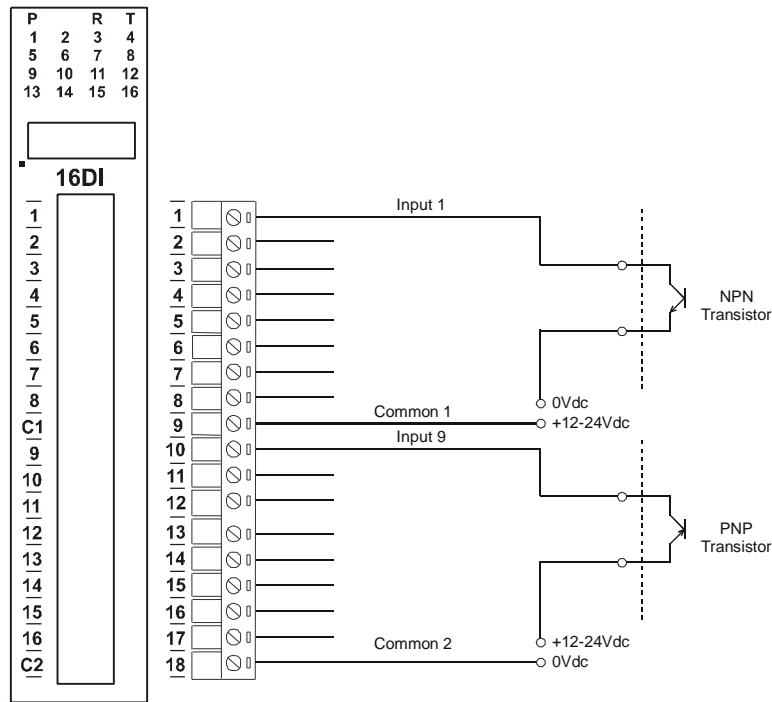 P R T
1 2 3 4
5 6 7 8
9 10 11 12
13 14 15 16
16DI
1
2
3
4
5
6
7
8
C1
9
10
11
12
13
14
15
16
C2
1
2
3
4
5
6
7
8
9
10
11
12
13
14
15
16
17
18
Input 1
NPN
Transistor
0Vdc
Common 1
+12-24Vdc
Input 9
PNP
Transistor
+12-24Vdc
Common 2
0Vdc